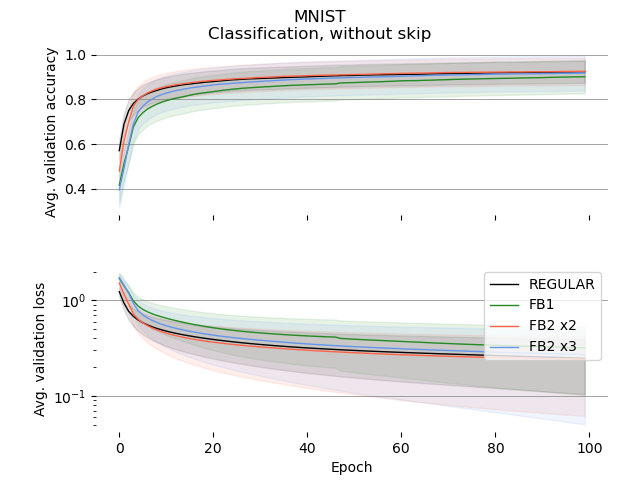 MNIST
Classification, without skip
Avg. validation accuracy
1.0
0.8
0.6
0.4
Avg. validation loss
10⁰
10⁻¹
REGULAR
FB1
FB2 x2
FB2 x3
0 20 40 60 80 100
Epoch